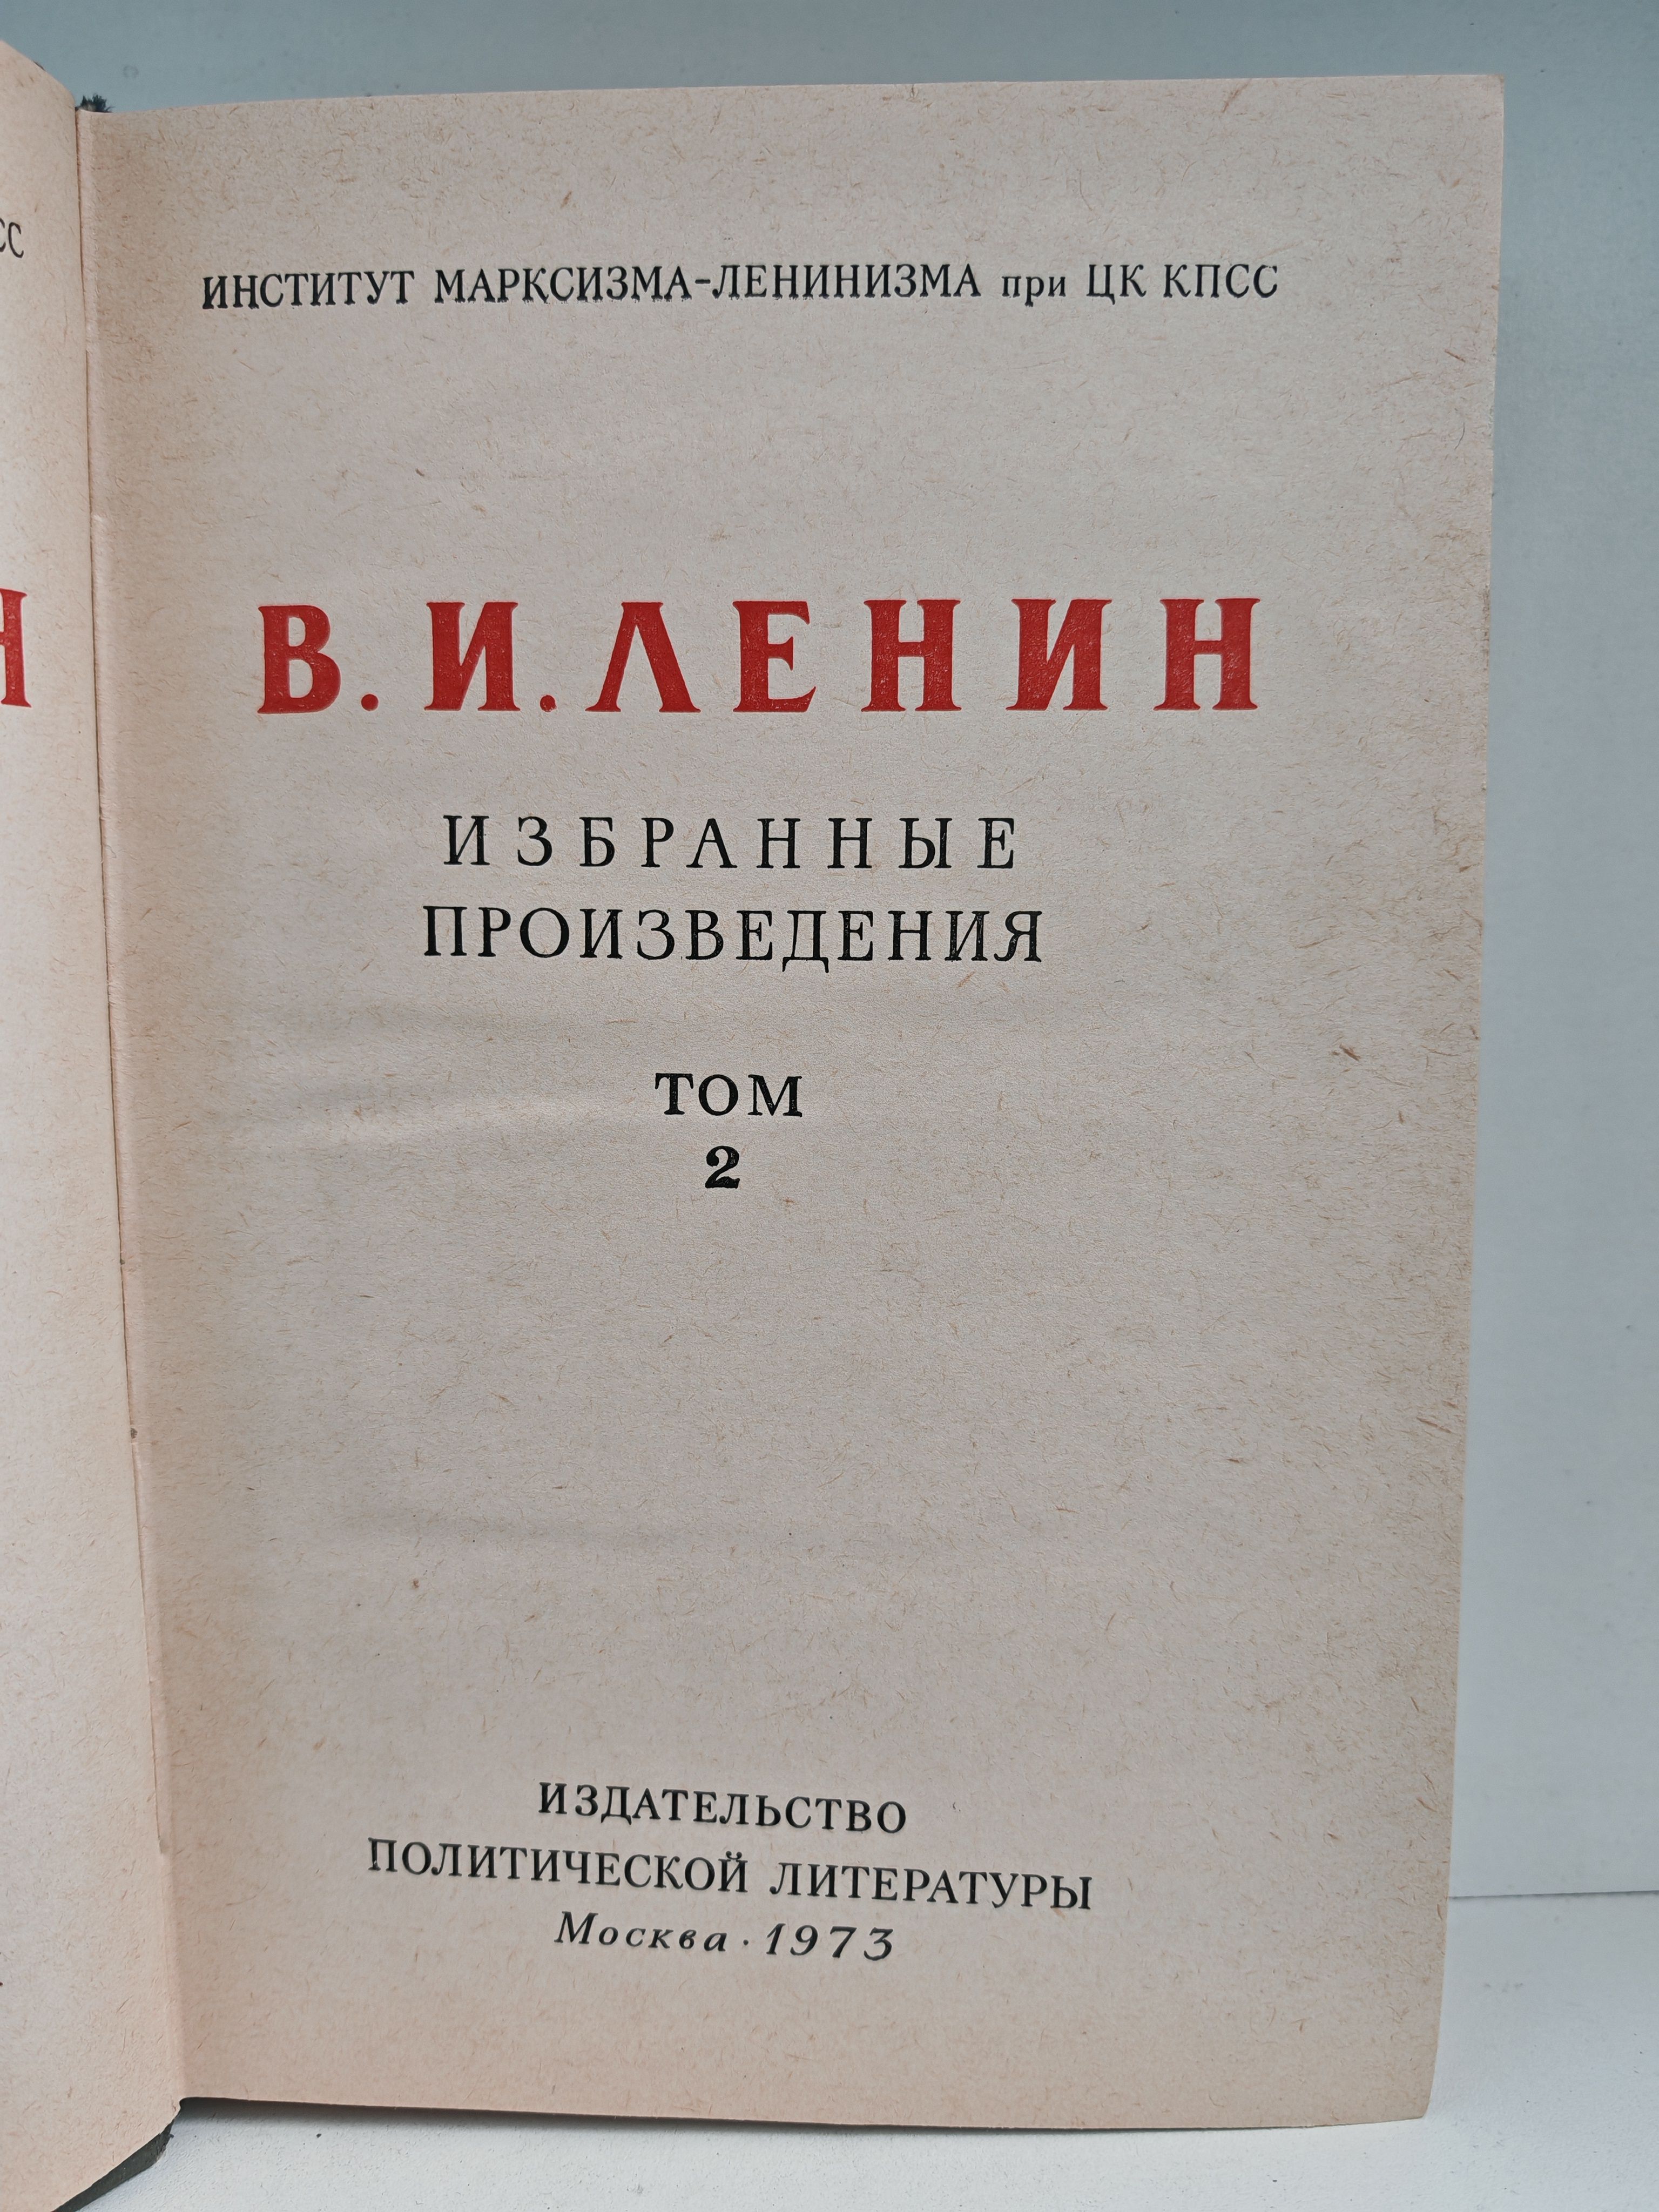 ИНСТИТУТ МАРКСИЗМА-ЛЕНИНИЗМА при ЦК КПСС
В. И. ЛЕНИН
ИЗБРАННЫЕ
ПРОИЗВЕДЕНИЯ
ТОМ
2
ИЗДАТЕЛЬСТВО
ПОЛИТИЧЕСКОЙ ЛИТЕРАТУРЫ
Москва · 1973